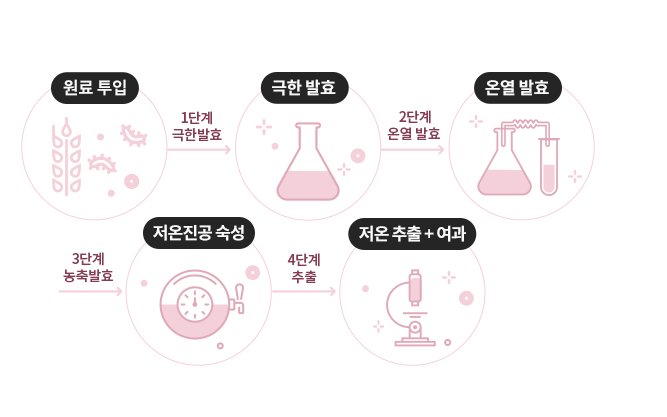 원료 투입
1단계
극한발효
극한 발효
2단계
온열 발효
온열 발효
3단계
농축발효
저온진공 숙성
4단계
추출
저온 추출 + 여과